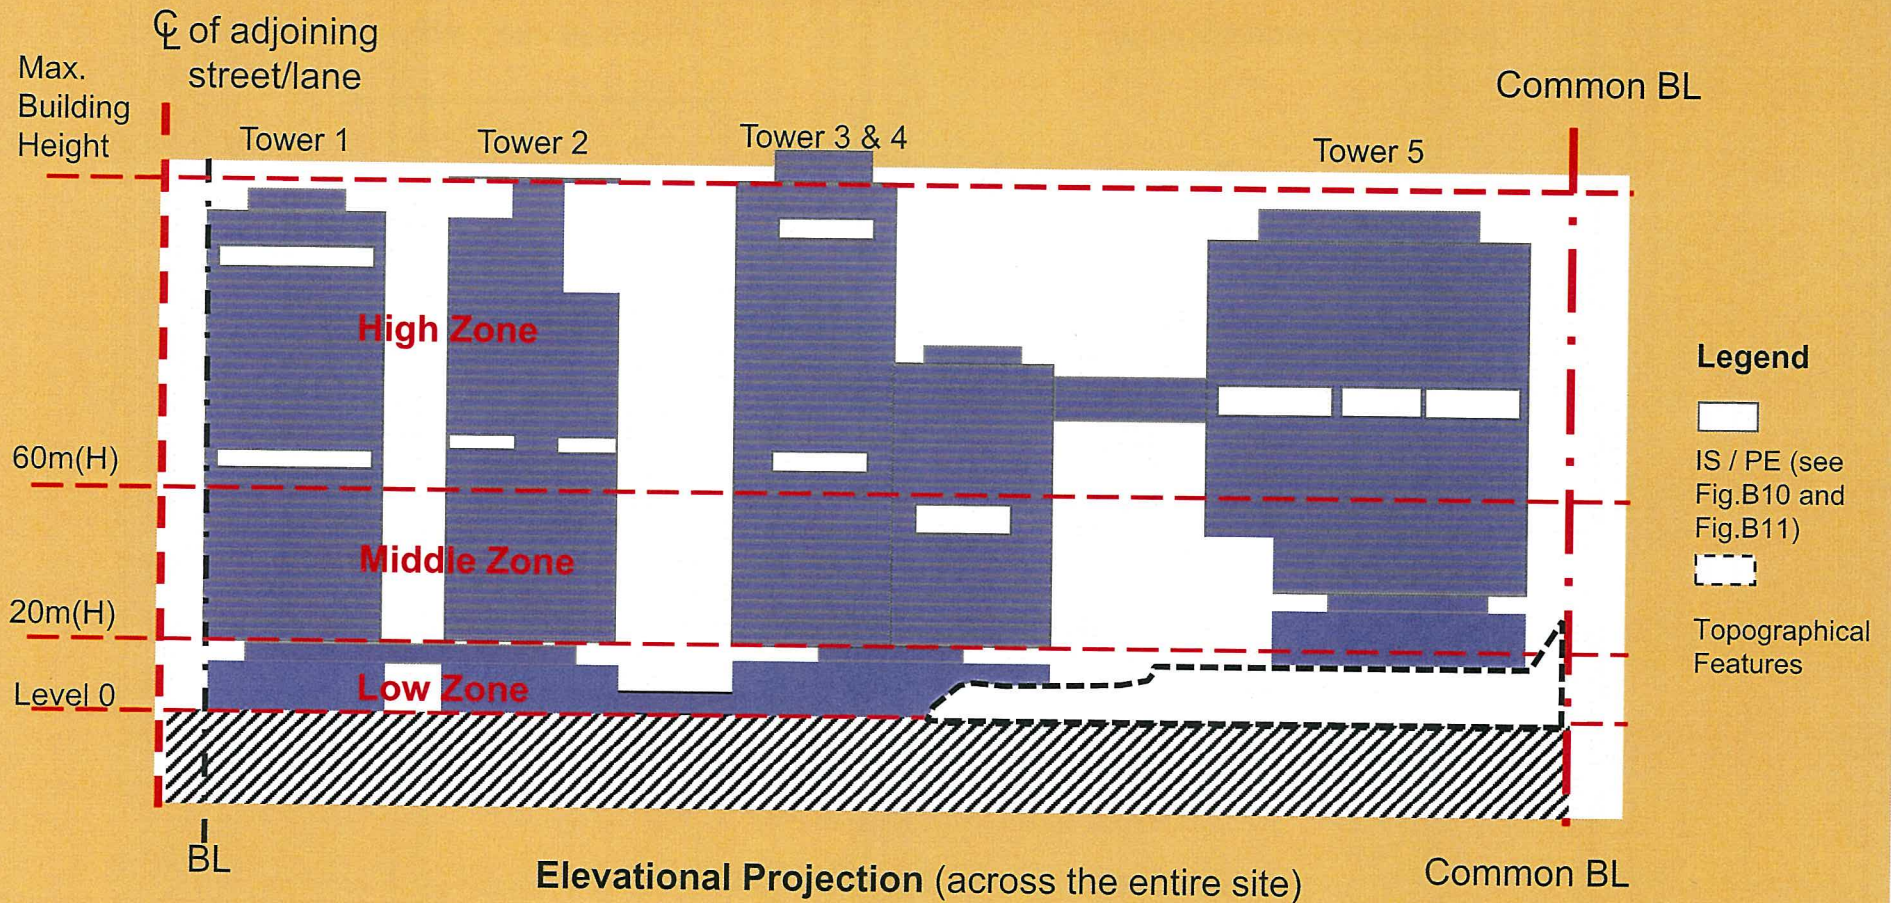 ℄ of adjoining
street/lane
Max.
Building
Height
Common BL
Tower 1
Tower 2
Tower 3 & 4
Tower 5
High Zone
Legend
60m(H)
IS / PE (see
Fig.B10 and
Fig.B11)
Middle Zone
20m(H)
Topographical
Features
Low Zone
Level 0
BL
Elevational Projection (across the entire site)
Common BL